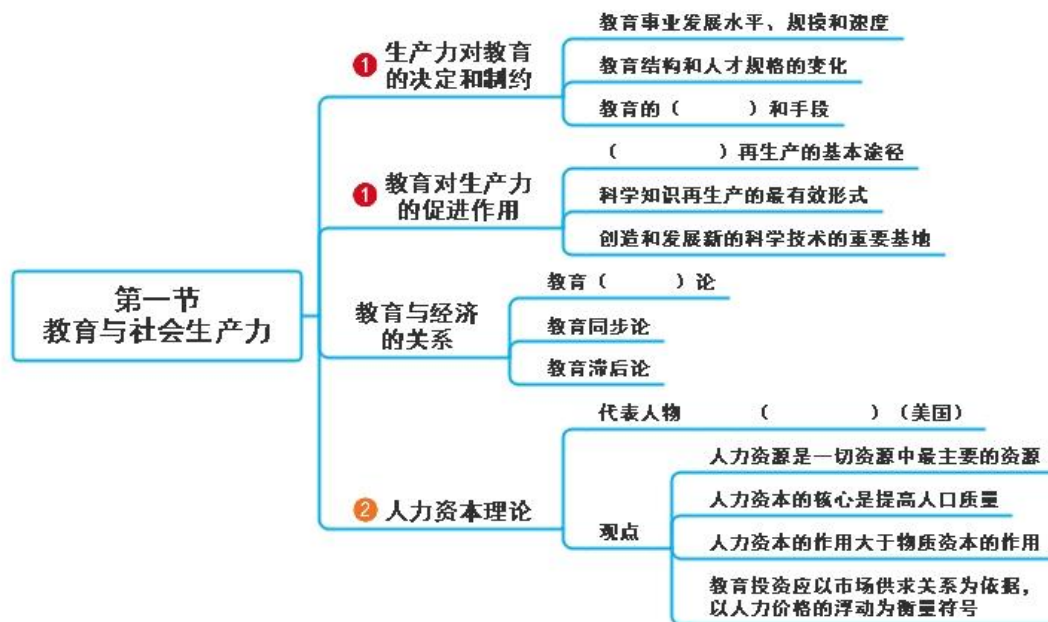 第一节
教育与社会生产力
1
生产力对教育
的决定和制约
教育事业发展水平、规模和速度
教育结构和人才规格的变化
教育的（　　　）和手段
1
教育对生产力
的促进作用
（　　　　）再生产的基本途径
科学知识再生产的最有效形式
创造和发展新的科学技术的重要基地
教育与经济
的关系
教育（　　　）论
教育同步论
教育滞后论
2
人力资本理论
代表人物　　　（　　　　）（美国）
观点
人力资源是一切资源中最主要的资源
人力资本的核心是提高人口质量
人力资本的作用大于物质资本的作用
教育投资应以市场供求关系为依据，
以人力价格的浮动为衡量符号